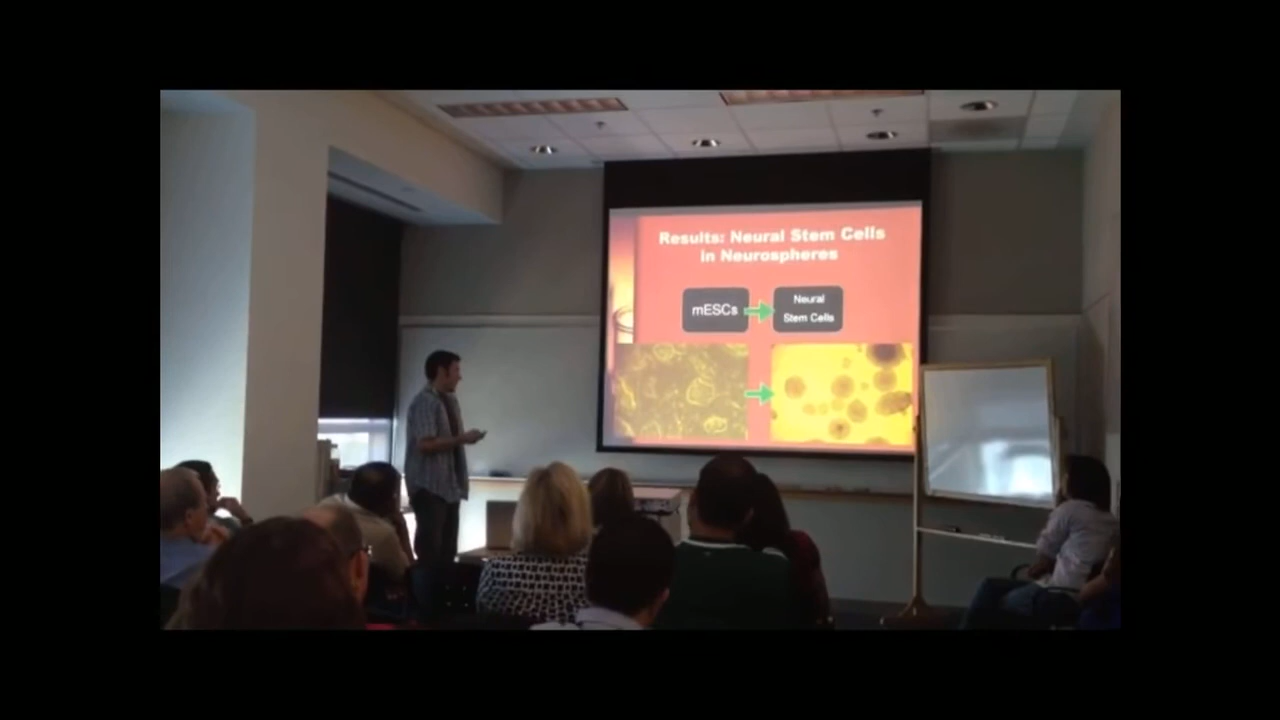 Results: Neural Stem Cells
in Neurospheres
mESCs
Neural
Stem Cells